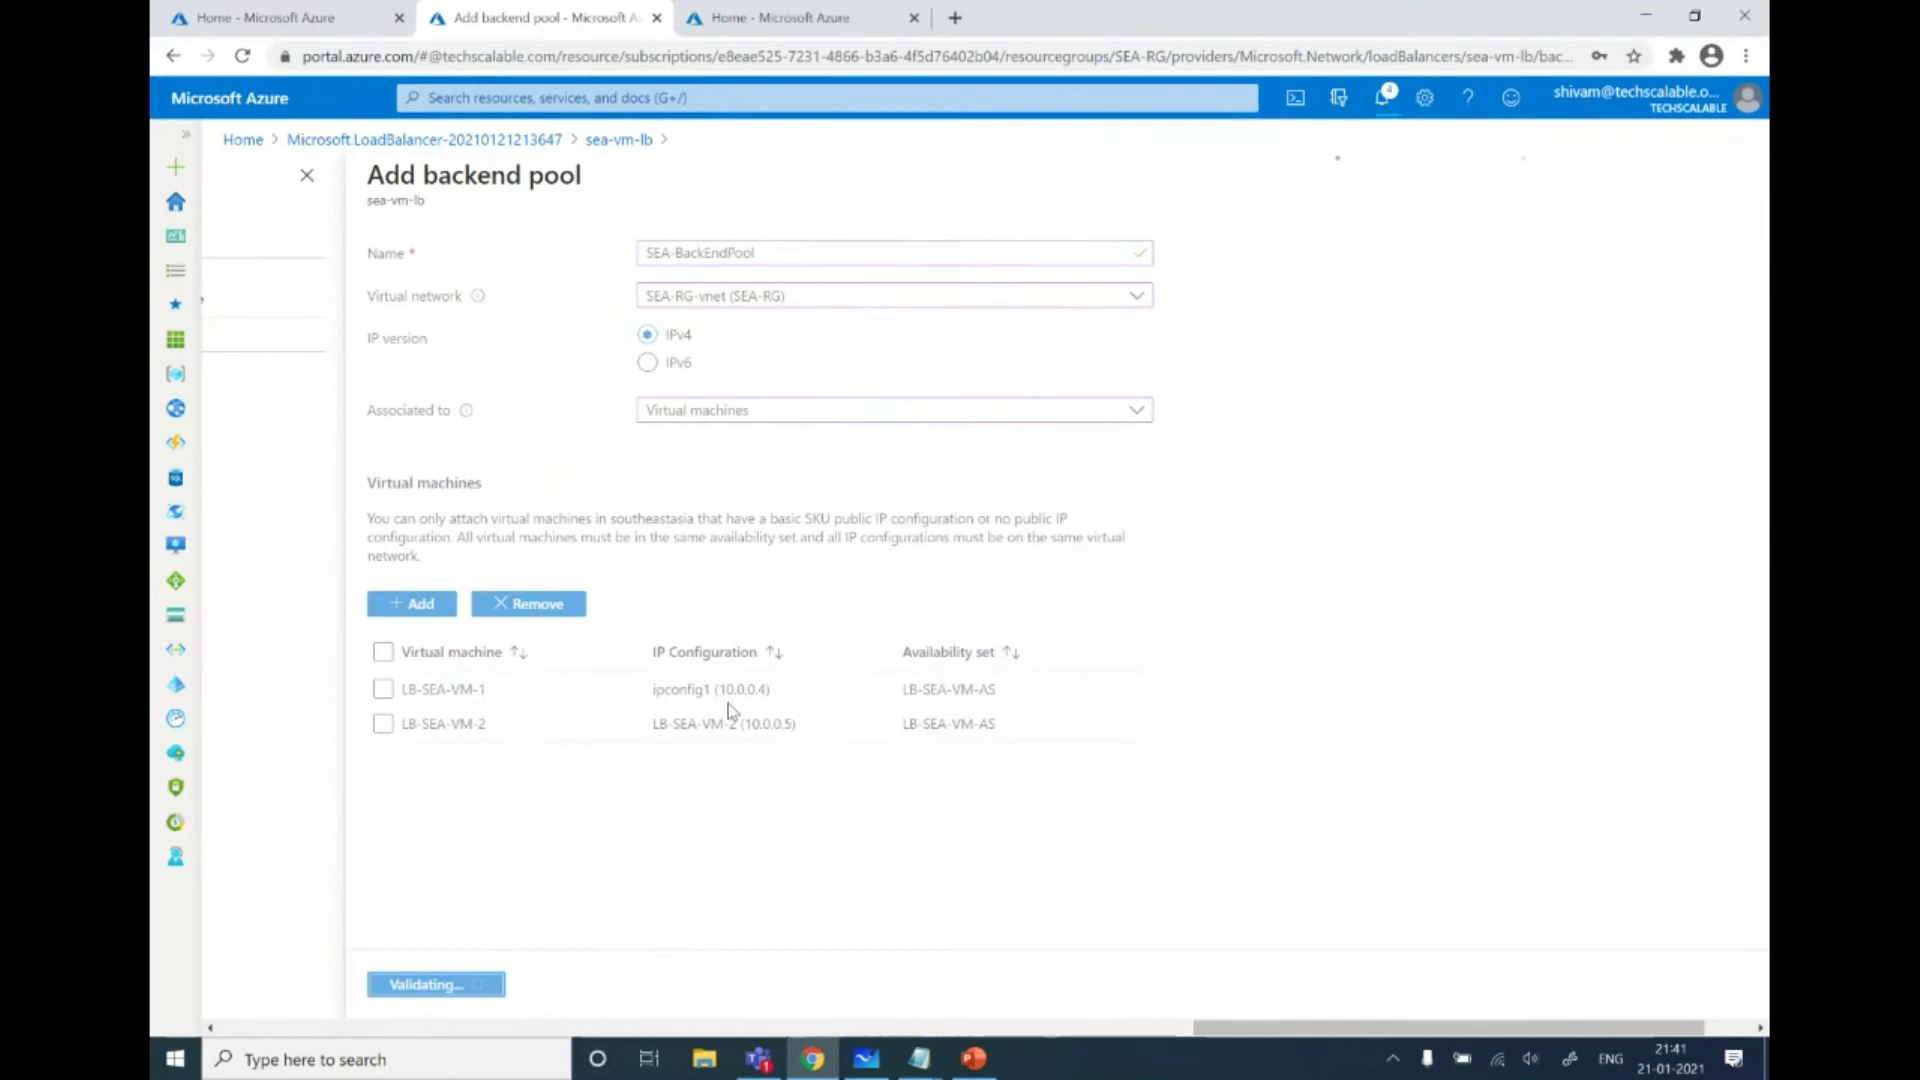 Home - Microsoft Azure
Add backend pool - Microsoft A
Home - Microsoft Azure
portal.azure.com/#@techscalable.com/resource/subscriptions/e8eae525-7231-4866-b3a6-4f5d76402b04/resourcegroups/SEA-RG/providers/Microsoft.Network/loadBalancers/sea-vm-lb/bac...
Microsoft Azure
Search resources, services, and docs (G+/)
4
shivam@techscalable.o...
TECHSCALABLE
Home > Microsoft.LoadBalancer-20210121213647 > sea-vm-lb >
Add backend pool
sea-vm-lb
Name *
SEA-BackEndPool
Virtual network
SEA-RG-vnet (SEA-RG)
IP version
IPv4
IPv6
Associated to
Virtual machines
Virtual machines
You can only attach virtual machines in southeastasia that have a basic SKU public IP configuration or no public IP
configuration. All virtual machines must be in the same availability set and all IP configurations must be on the same virtual
network.
+ Add
Remove
Virtual machine IP Configuration Availability set
LB-SEA-VM-1 ipconfig1 (10.0.0.4) LB-SEA-VM-AS
LB-SEA-VM-2 LB-SEA-VM-2 (10.0.0.5) LB-SEA-VM-AS
Validating...
Type here to search
ENG
21:41
21-01-2021